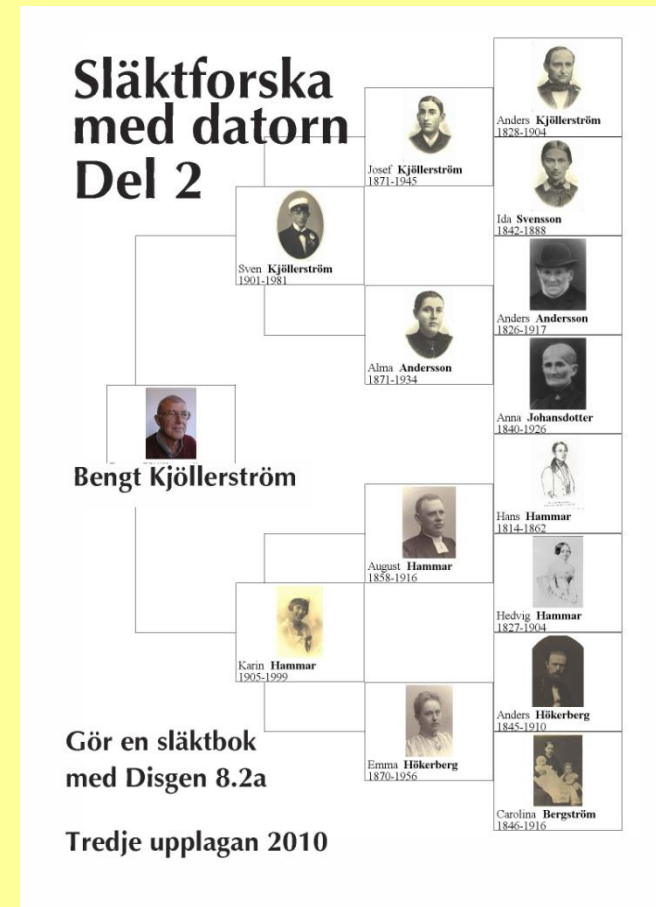 Släktforska
med datorn
Del 2
Anders Kjöllerström
1828-1904
Josef Kjöllerström
1871-1945
Ida Svensson
1842-1888
Sven Kjöllerström
1901-1981
Anders Andersson
1826-1917
Alma Andersson
1871-1934
Anna Johansdotter
1840-1926
Bengt Kjöllerström
Hans Hammar
1814-1862
August Hammar
1858-1916
Hedvig Hammar
1827-1904
Karin Hammar
1905-1999
Anders Hökerberg
1845-1910
Emma Hökerberg
1870-1956
Carolina Bergström
1846-1916
Gör en släktbok
med Disgen 8.2a
Tredje upplagan 2010